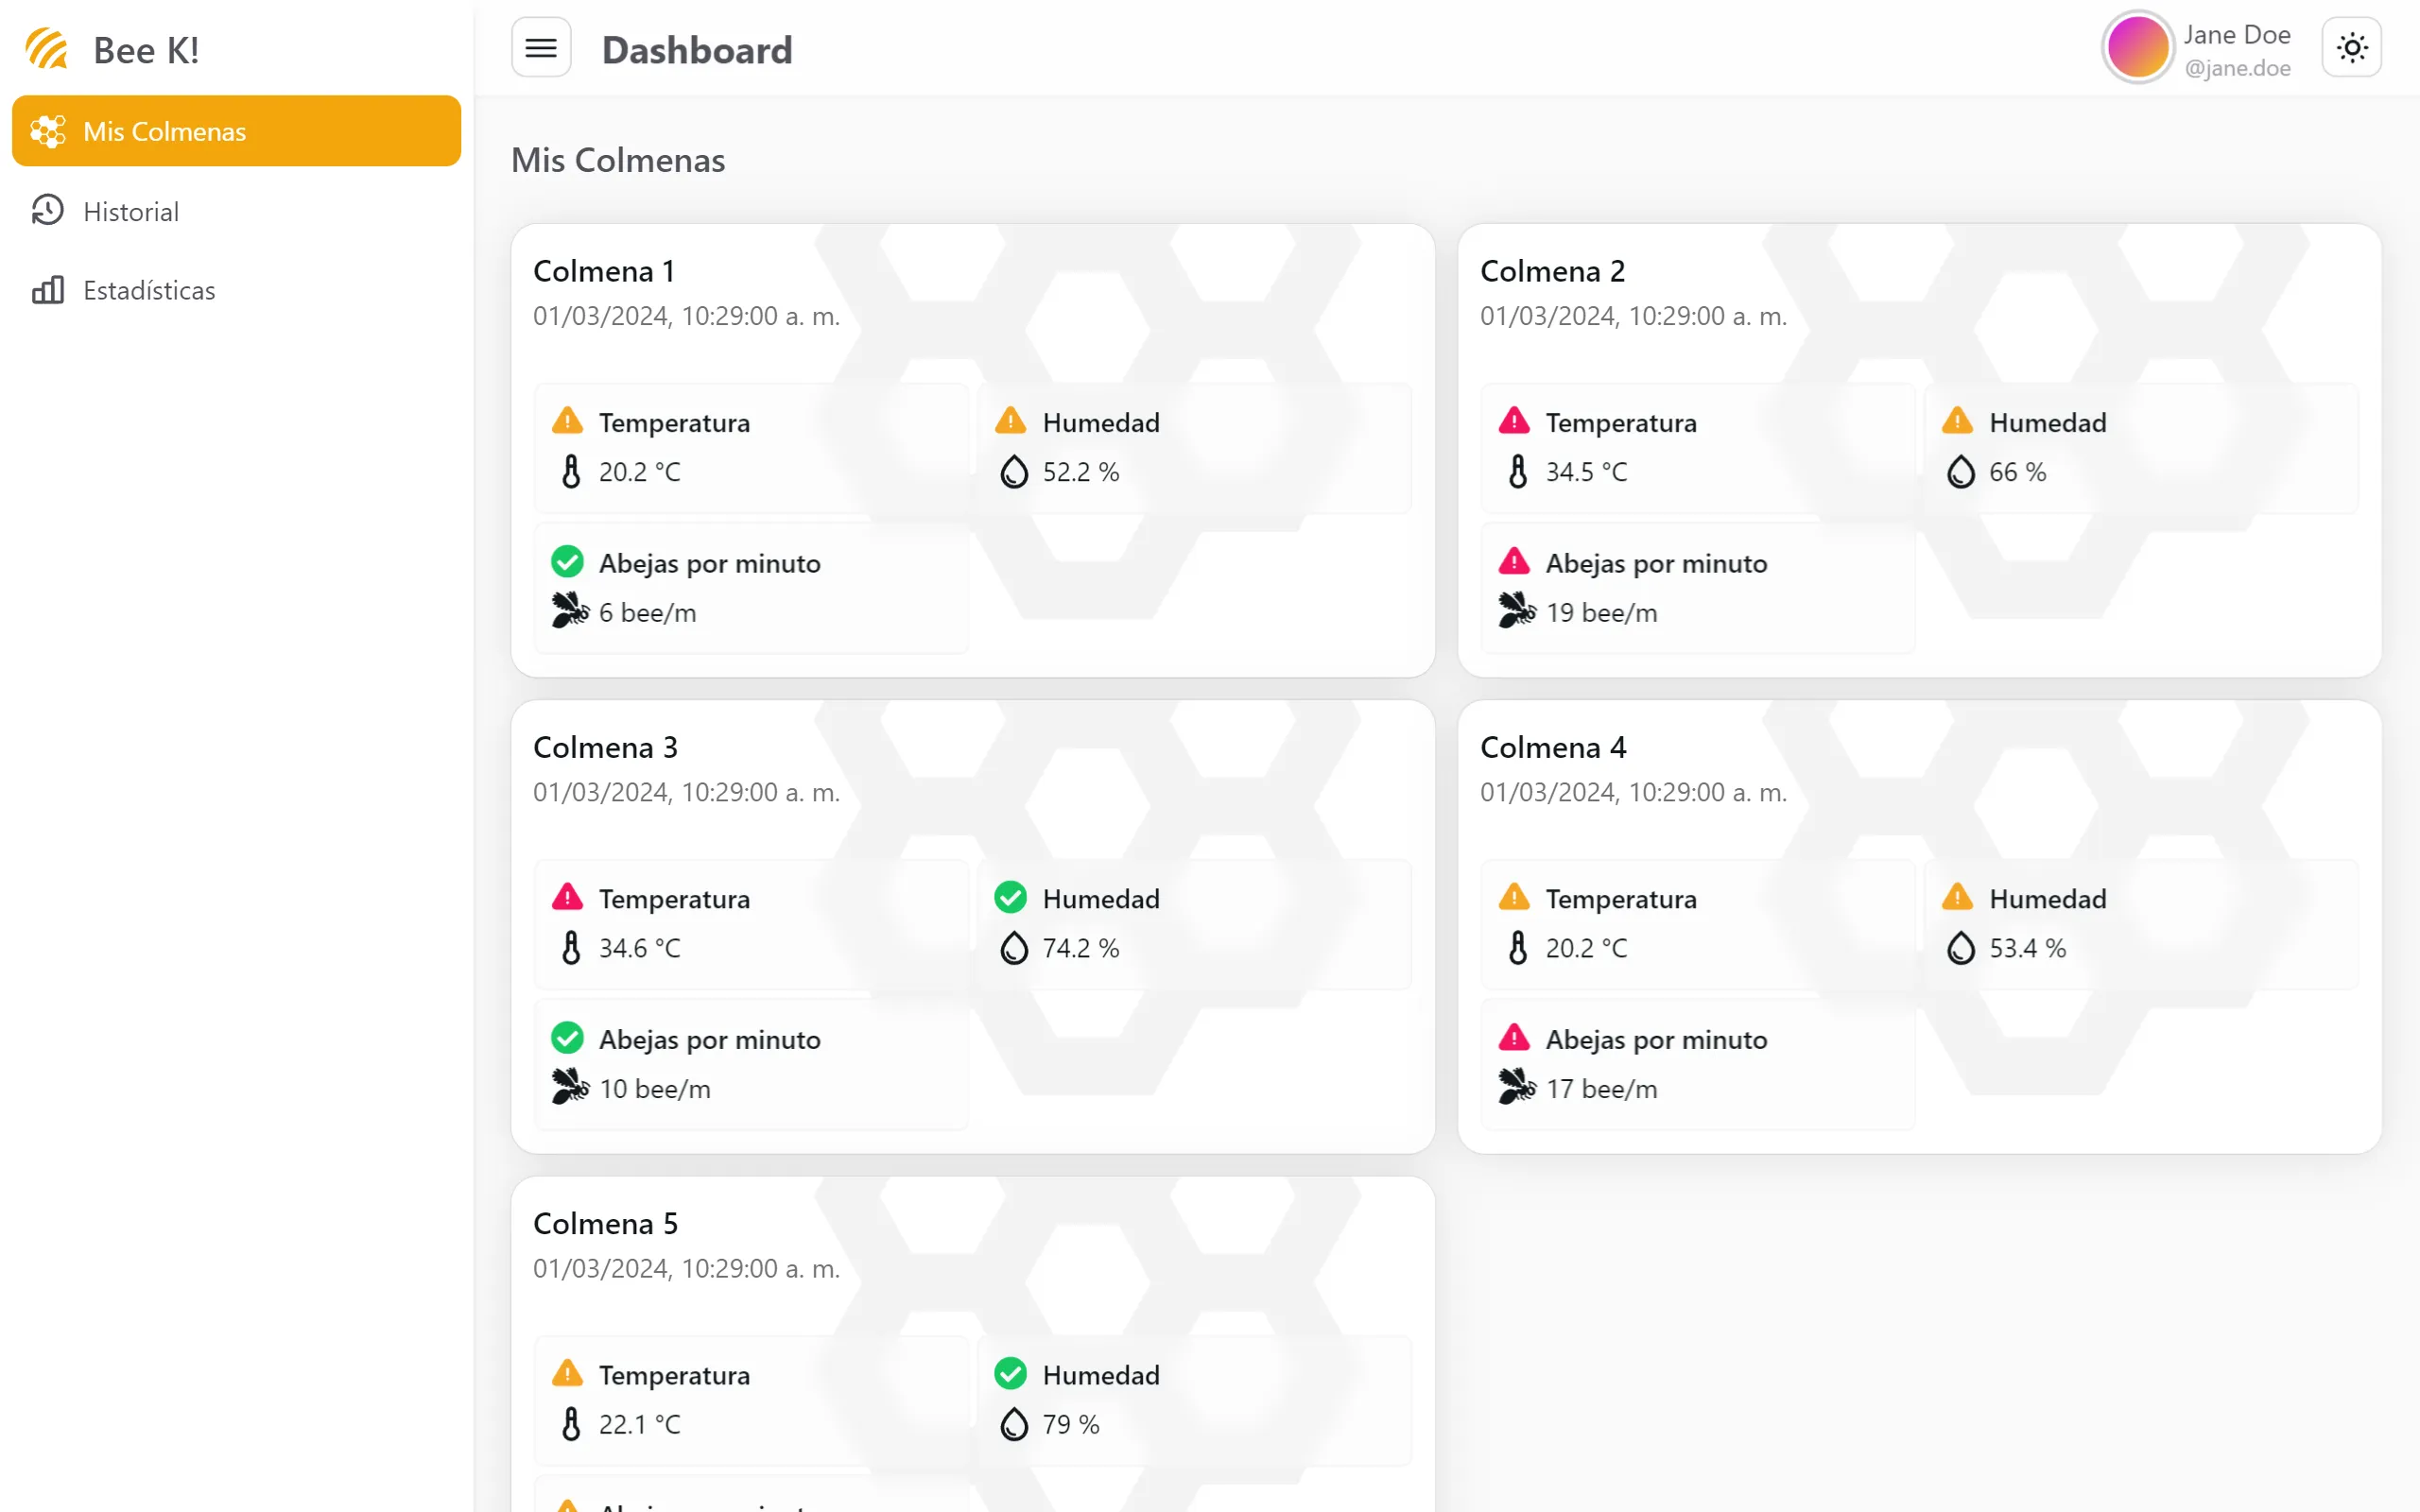 Bee K!
Mis Colmenas
Historial
Estadísticas
Dashboard
Jane Doe
@jane.doe
Mis Colmenas
Colmena 1
01/03/2024, 10:29:00 a. m.
Temperatura
20.2 °C
Humedad
52.2 %
Abejas por minuto
6 bee/m
Colmena 2
01/03/2024, 10:29:00 a. m.
Temperatura
34.5 °C
Humedad
66 %
Abejas por minuto
19 bee/m
Colmena 3
01/03/2024, 10:29:00 a. m.
Temperatura
34.6 °C
Humedad
74.2 %
Abejas por minuto
10 bee/m
Colmena 4
01/03/2024, 10:29:00 a. m.
Temperatura
20.2 °C
Humedad
53.4 %
Abejas por minuto
17 bee/m
Colmena 5
01/03/2024, 10:29:00 a. m.
Temperatura
22.1 °C
Humedad
79 %